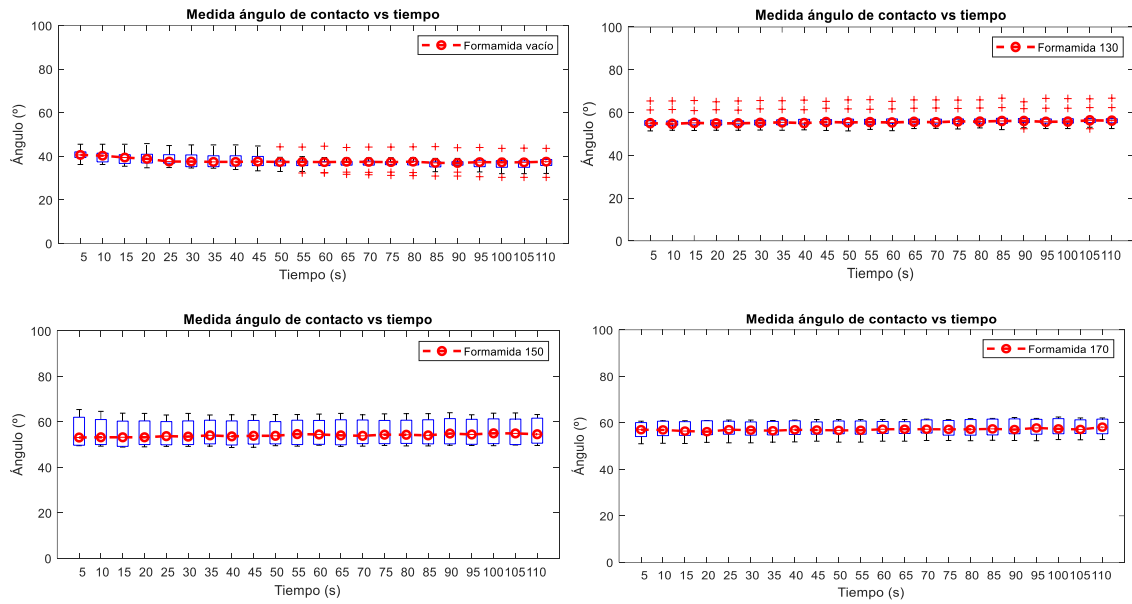 Medida ángulo de contacto vs tiempo
100
80
60
40
20
0
Ángulo (º)
Formamida vacío
5 10 15 20 25 30 35 40 45 50 55 60 65 70 75 80 85 90 95 100 105 110
Tiempo (s)
Medida ángulo de contacto vs tiempo
100
80
60
40
20
0
Ángulo (º)
Formamida 130
5 10 15 20 25 30 35 40 45 50 55 60 65 70 75 80 85 90 95 100 105 110
Tiempo (s)
Medida ángulo de contacto vs tiempo
100
80
60
40
20
0
Ángulo (º)
Formamida 150
5 10 15 20 25 30 35 40 45 50 55 60 65 70 75 80 85 90 95 100 105 110
Tiempo (s)
Medida ángulo de contacto vs tiempo
100
80
60
40
20
0
Ángulo (º)
Formamida 170
5 10 15 20 25 30 35 40 45 50 55 60 65 70 75 80 85 90 95 100 105 110
Tiempo (s)